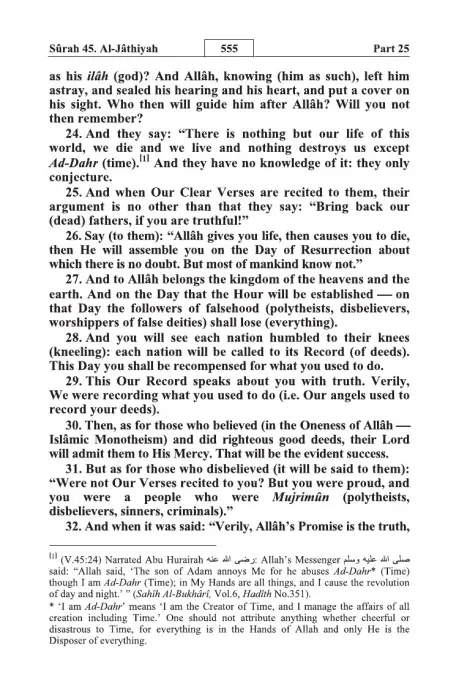 Sûrah 45. Al-Jâthiyah 555 Part 25
as his ilâh (god)? And Allâh, knowing (him as such), left him
astray, and sealed his hearing and his heart, and put a cover on
his sight. Who then will guide him after Allâh? Will you not
then remember?
24. And they say: “There is nothing but our life of this
world, we die and we live and nothing destroys us except
Ad-Dahr (time).[1] And they have no knowledge of it: they only
conjecture.
25. And when Our Clear Verses are recited to them, their
argument is no other than that they say: “Bring back our
(dead) fathers, if you are truthful!”
26. Say (to them): “Allâh gives you life, then causes you to die,
then He will assemble you on the Day of Resurrection about
which there is no doubt. But most of mankind know not.”
27. And to Allâh belongs the kingdom of the heavens and the
earth. And on the Day that the Hour will be established — on
that Day the followers of falsehood (polytheists, disbelievers,
worshippers of false deities) shall lose (everything).
28. And you will see each nation humbled to their knees
(kneeling): each nation will be called to its Record (of deeds).
This Day you shall be recompensed for what you used to do.
29. This Our Record speaks about you with truth. Verily,
We were recording what you used to do (i.e. Our angels used to
record your deeds).
30. Then, as for those who believed (in the Oneness of Allâh —
Islâmic Monotheism) and did righteous good deeds, their Lord
will admit them to His Mercy. That will be the evident success.
31. But as for those who disbelieved (it will be said to them):
“Were not Our Verses recited to you? But you were proud, and
you were a people who were Mujrimûn (polytheists,
disbelievers, sinners, criminals).”
32. And when it was said: “Verily, Allâh’s Promise is the truth,
[1] (V.45:24) Narrated Abu Hurairah رضى الله عنه: Allah’s Messenger صلى الله عليه وسلم
said: “Allah said, ‘The son of Adam annoys Me for he abuses Ad-Dahr* (Time)
though I am Ad-Dahr (Time); in My Hands are all things, and I cause the revolution
of day and night.’ ” (Sahîh Al-Bukhârî, Vol.6, Hadîth No.351).
* ‘I am Ad-Dahr’ means ‘I am the Creator of Time, and I manage the affairs of all
creation including Time.’ One should not attribute anything whether cheerful or
disastrous to Time, for everything is in the Hands of Allah and only He is the
Disposer of everything.